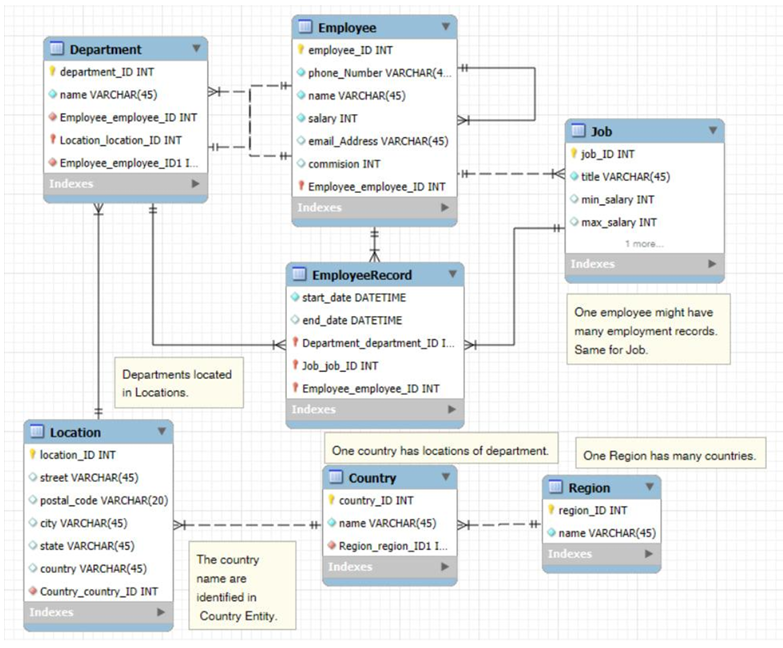 Department
department_ID INT
name VARCHAR(45)
Employee_employee_ID INT
Location_location_ID INT
Employee_employee_ID1 I...
Indexes
Employee
employee_ID INT
phone_Number VARCHAR(4...
name VARCHAR(45)
salary INT
email_Address VARCHAR(45)
commision INT
Employee_employee_ID INT
Indexes
Job
job_ID INT
title VARCHAR(45)
min_salary INT
max_salary INT
1 more...
Indexes
EmployeeRecord
start_date DATETIME
end_date DATETIME
Department_department_ID I...
Job_job_ID INT
Employee_employee_ID INT
Indexes
One employee might have
many employment records.
Same for Job.
Departments located
in Locations.
Location
location_ID INT
street VARCHAR(45)
postal_code VARCHAR(20)
city VARCHAR(45)
state VARCHAR(45)
country VARCHAR(45)
Country_country_ID INT
Indexes
One country has locations of department.
Country
country_ID INT
name VARCHAR(45)
Region_region_ID1 I...
Indexes
One Region has many countries.
Region
region_ID INT
name VARCHAR(45)
Indexes
The country
name are
identified in
Country Entity.